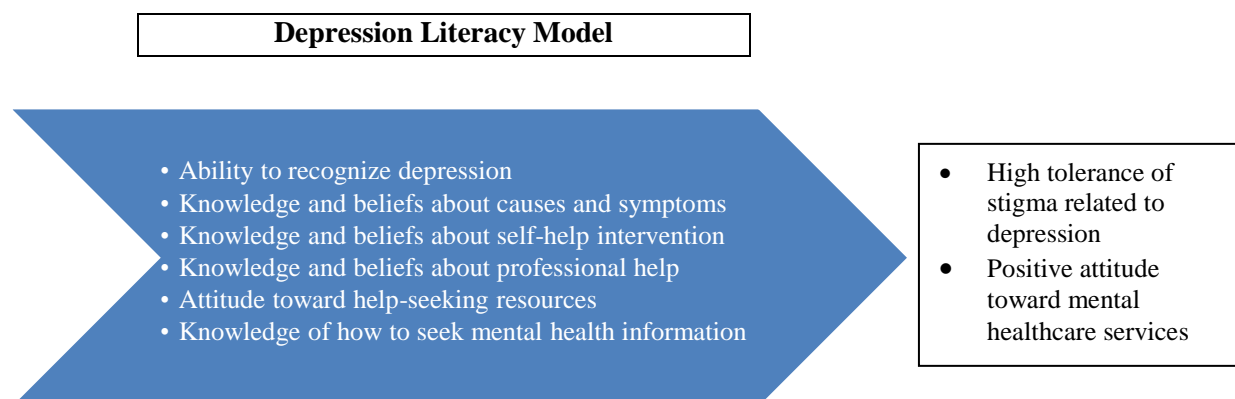 Depression Literacy Model
• Ability to recognize depression
• Knowledge and beliefs about causes and symptoms
• Knowledge and beliefs about self-help intervention
• Knowledge and beliefs about professional help
• Attitude toward help-seeking resources
• Knowledge of how to seek mental health information
• High tolerance of
stigma related to
depression
• Positive attitude
toward mental
healthcare services